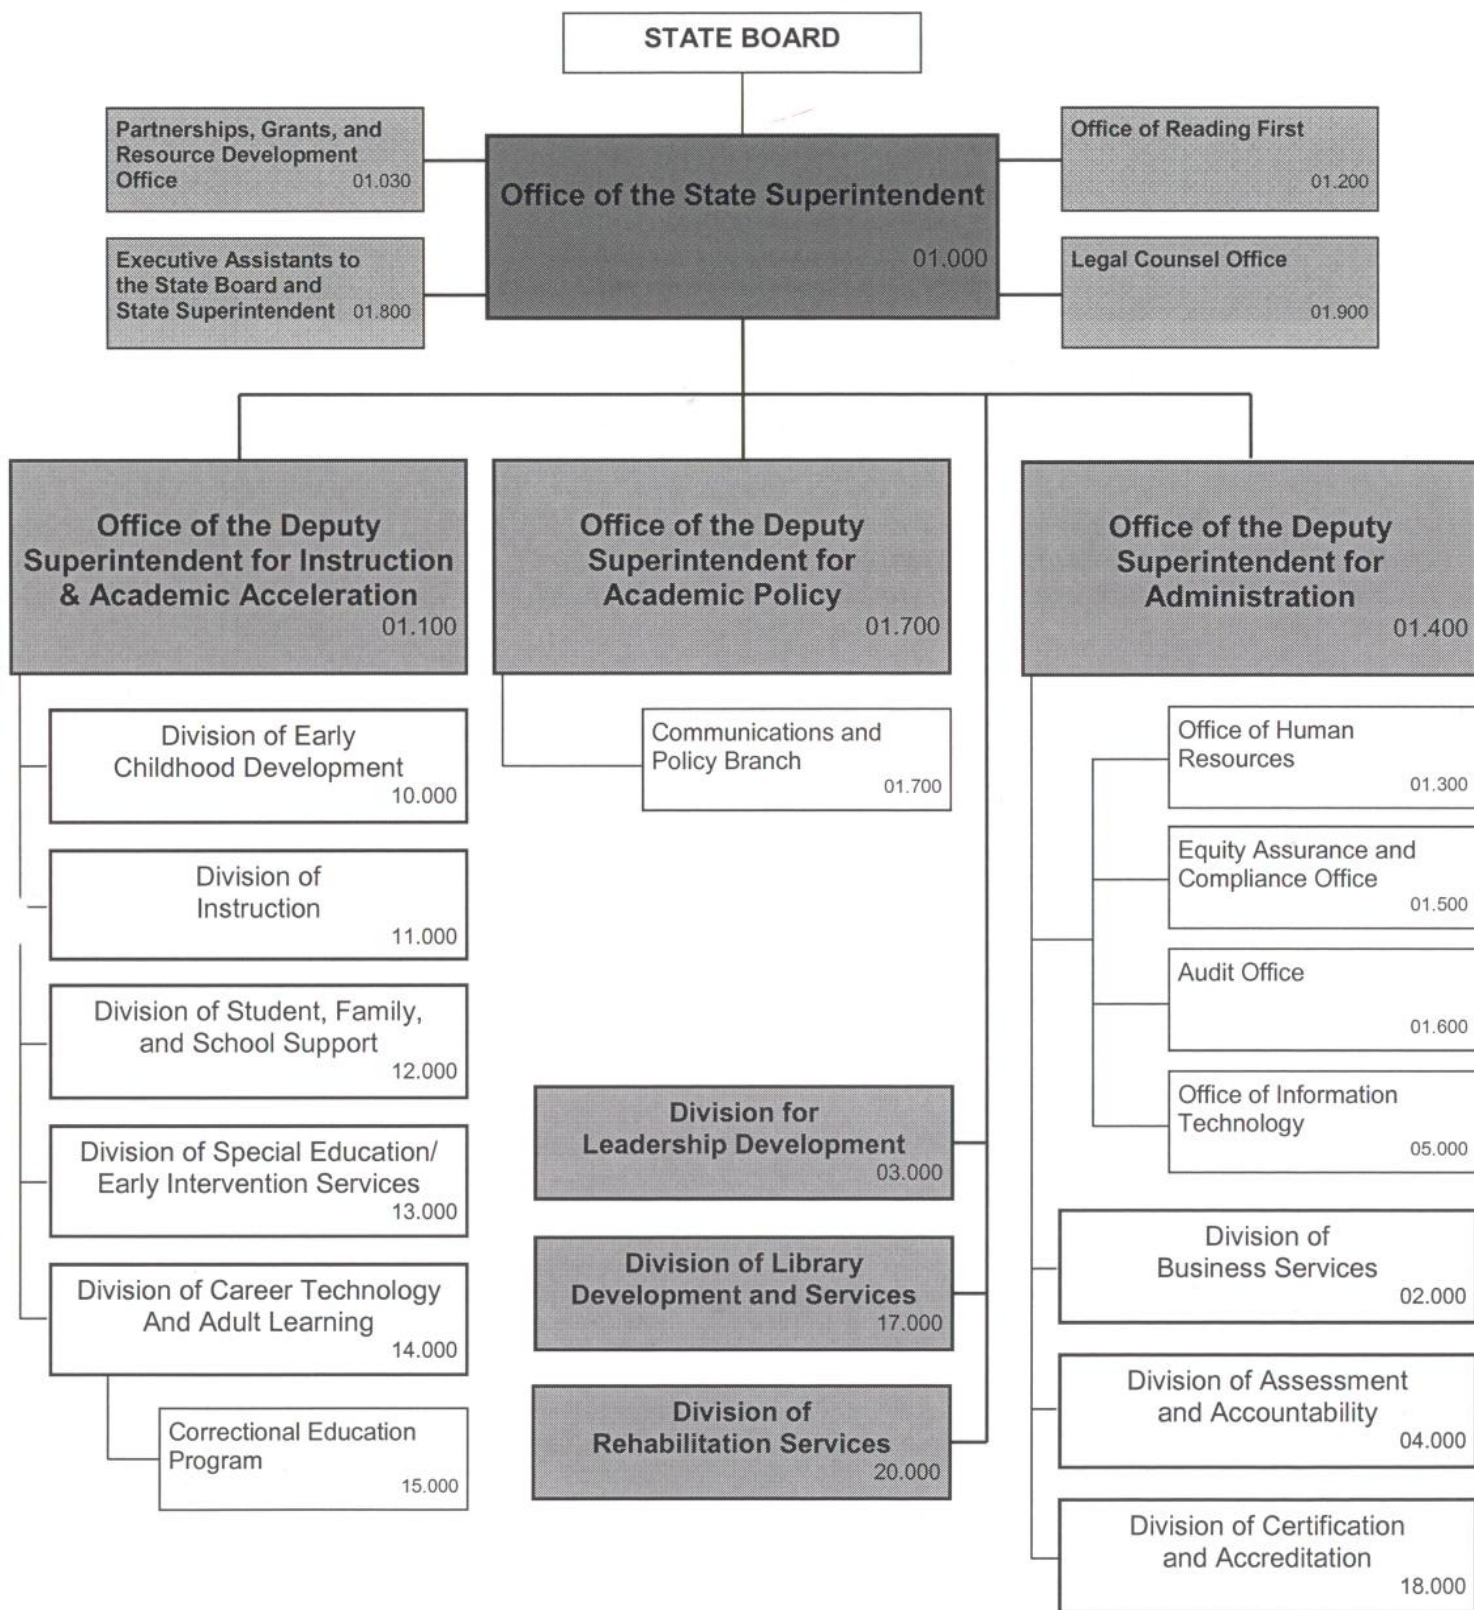 STATE BOARD
Partnerships, Grants, and
Resource Development
Office 01.030
Executive Assistants to
the State Board and
State Superintendent 01.800
Office of the State Superintendent
01.000
Office of Reading First
01.200
Legal Counsel Office
01.900
Office of the Deputy
Superintendent for Instruction
& Academic Acceleration
01.100
Division of Early
Childhood Development
10.000
Division of
Instruction
11.000
Division of Student, Family,
and School Support
12.000
Division of Special Education/
Early Intervention Services
13.000
Division of Career Technology
And Adult Learning
14.000
Correctional Education
Program
15.000
Office of the Deputy
Superintendent for
Academic Policy
01.700
Communications and
Policy Branch
01.700
Division for
Leadership Development
03.000
Division of Library
Development and Services
17.000
Division of
Rehabilitation Services
20.000
Office of the Deputy
Superintendent for
Administration
01.400
Office of Human
Resources
01.300
Equity Assurance and
Compliance Office
01.500
Audit Office
01.600
Office of Information
Technology
05.000
Division of
Business Services
02.000
Division of Assessment
and Accountability
04.000
Division of Certification
and Accreditation
18.000